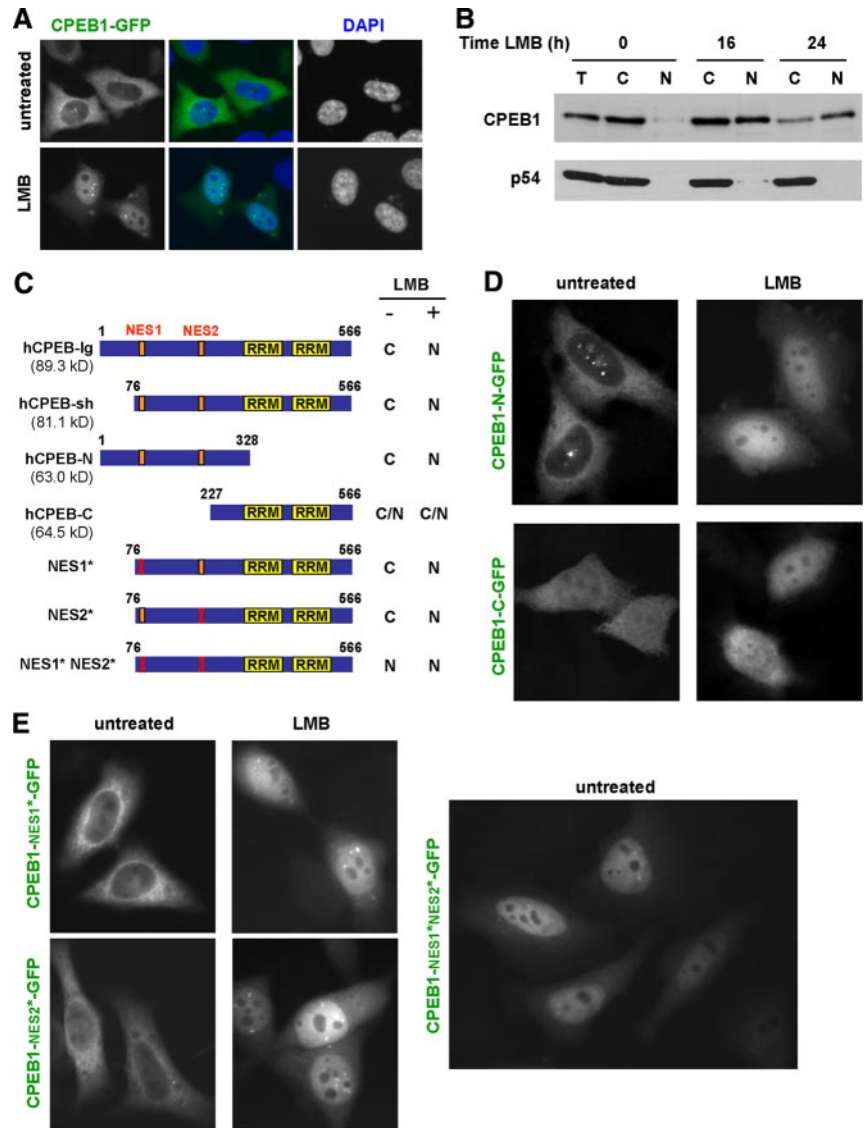 A
CPEB1-GFP
DAPI
untreated
LMB
B
Time LMB (h) 0 16 24
T C N C N C N
CPEB1
p54
C
LMB
- +
1 NES1 NES2 566
hCPEB-lg RRM RRM C N
(89.3 kD)
76 566
hCPEB-sh RRM RRM C N
(81.1 kD)
1 328
hCPEB-N C N
(63.0 kD)
227 566
hCPEB-C RRM RRM C/N C/N
(64.5 kD)
76 566
NES1* RRM RRM C N
76 566
NES2* RRM RRM C N
76 566
NES1* NES2* RRM RRM N N
D
untreated LMB
CPEB1-N-GFP
CPEB1-C-GFP
E
untreated LMB
CPEB1-NES1*-GFP
CPEB1-NES2*-GFP
untreated
CPEB1-NES1*NES2*-GFP